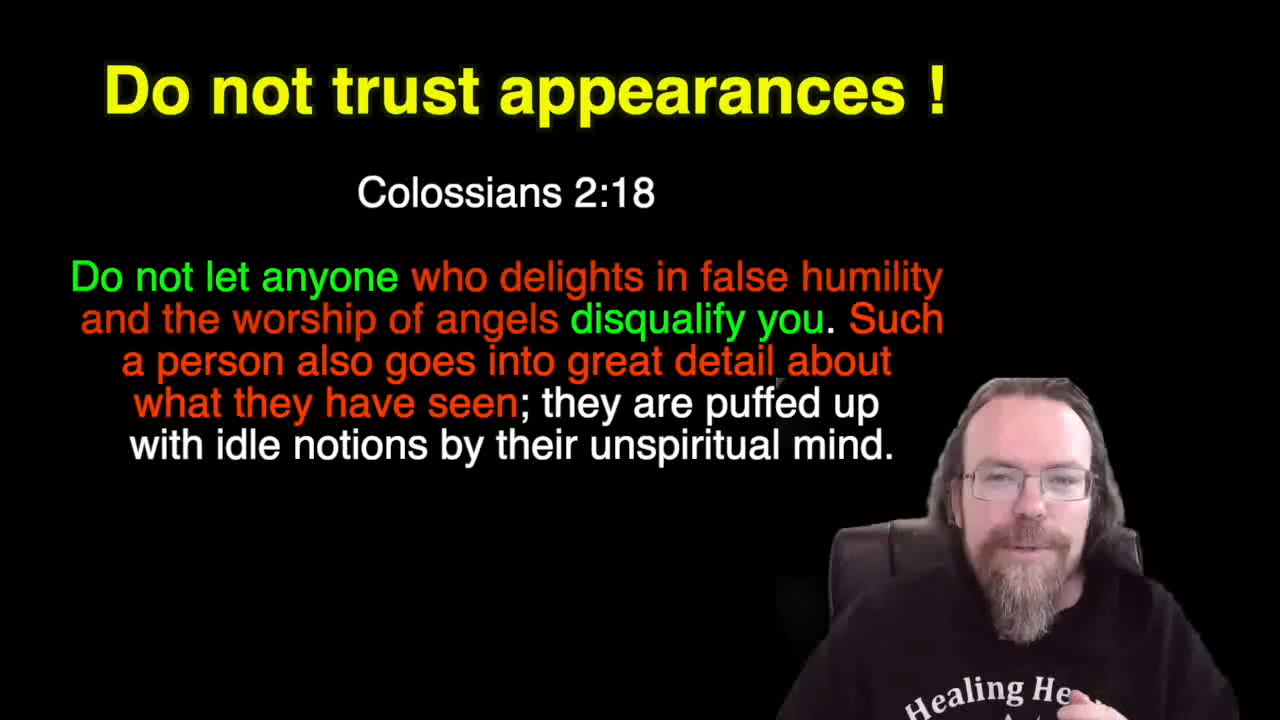 Do not trust appearances !
Colossians 2:18
Do not let anyone who delights in false humility
and the worship of angels disqualify you. Such
a person also goes into great detail about
what they have seen; they are puffed up
with idle notions by their unspiritual mind.
Healing